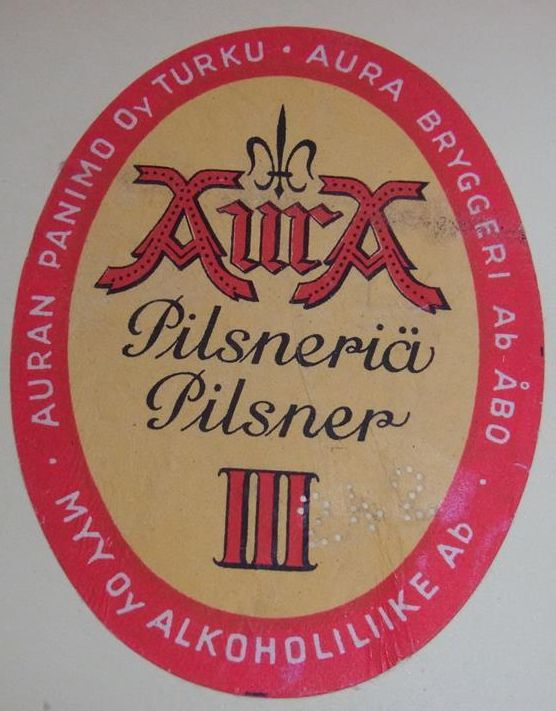 AURAN PANIMO Oy TURKU · AURA BRYGGERI Ab ÅBO ·
MYY OY ALKOHOLILIIKE Ab ·
AurA
Pilsneriä
Pilsner
III